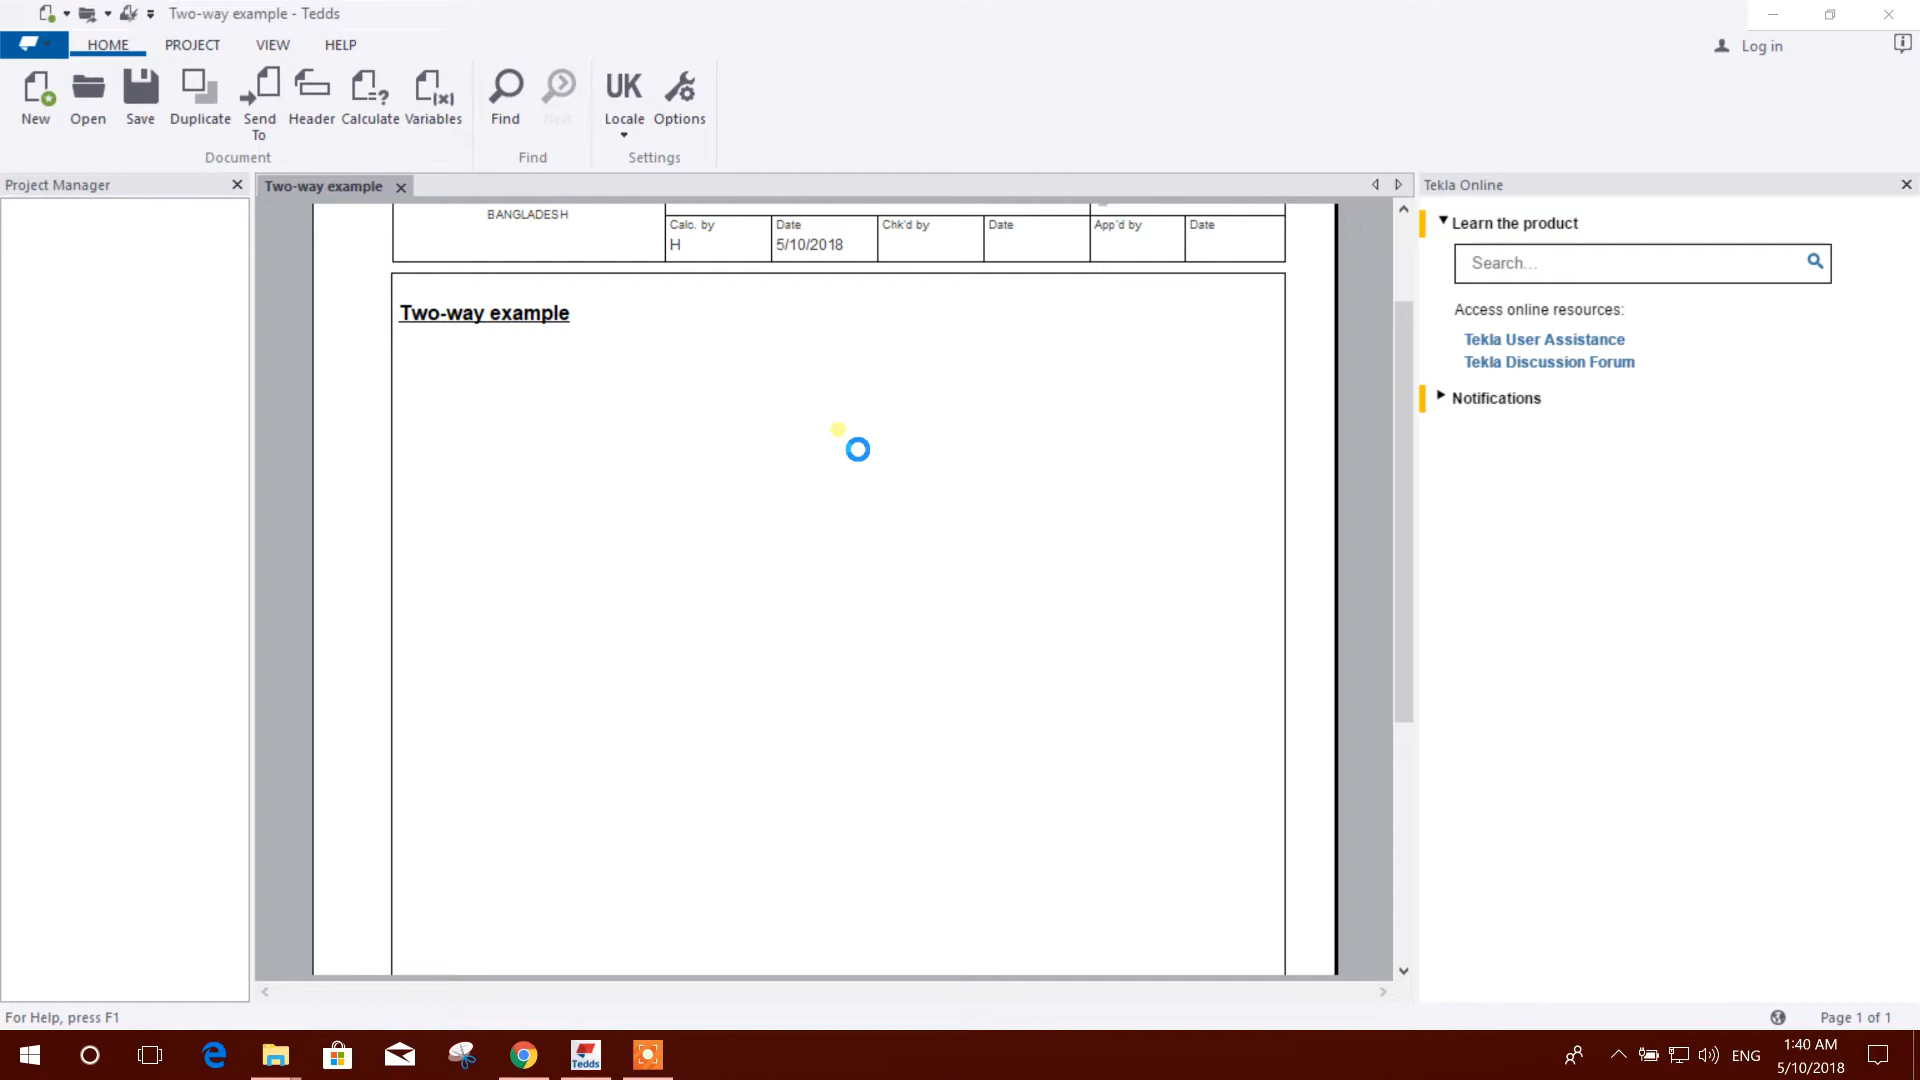 Two-way example - Tedds
HOME PROJECT VIEW HELP
Log in
New Open Save Duplicate Send To Header Calculate Variables
Find Next
UK
Locale Options
Document
Find
Settings
Project Manager
Two-way example
Tekla Online
BANGLADESH
Calc. by
H
Date
5/10/2018
Chk'd by
Date
App'd by
Date
Two-way example
Learn the product
Search...
Access online resources:
Tekla User Assistance
Tekla Discussion Forum
Notifications
For Help, press F1
Page 1 of 1
Tedds
ENG
1:40 AM
5/10/2018